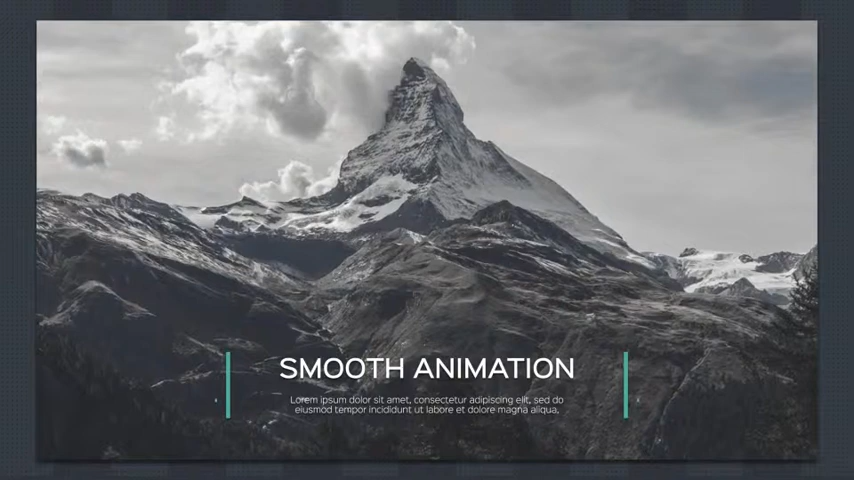 SMOOTH ANIMATION
Lorem ipsum dolor sit amet, consectetur adipiscing elit, sed do
eiusmod tempor incididunt ut labore et dolore magna aliqua.